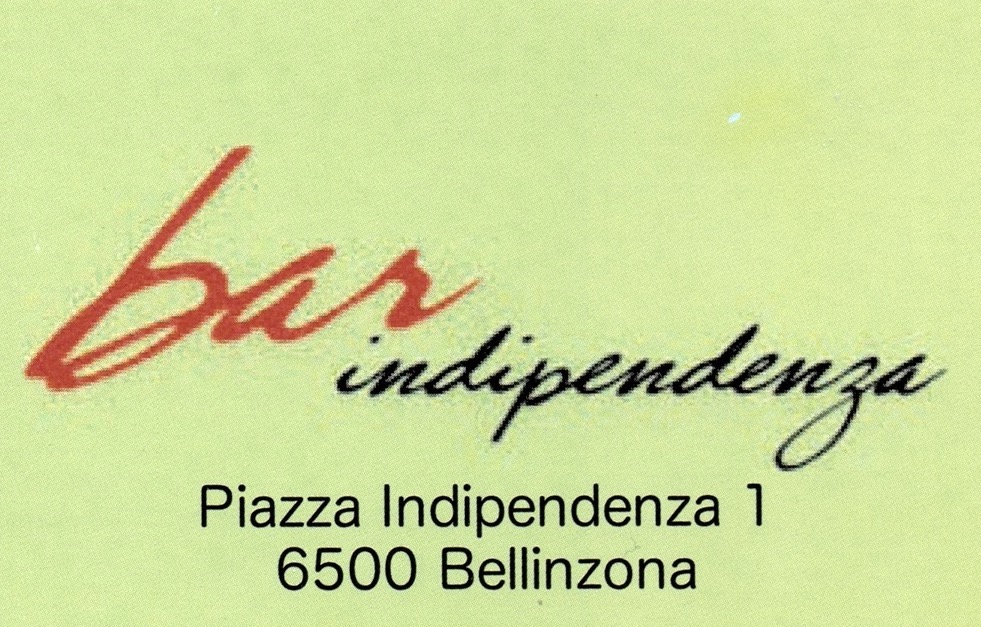 bar
indipendenza
Piazza Indipendenza 1
6500 Bellinzona